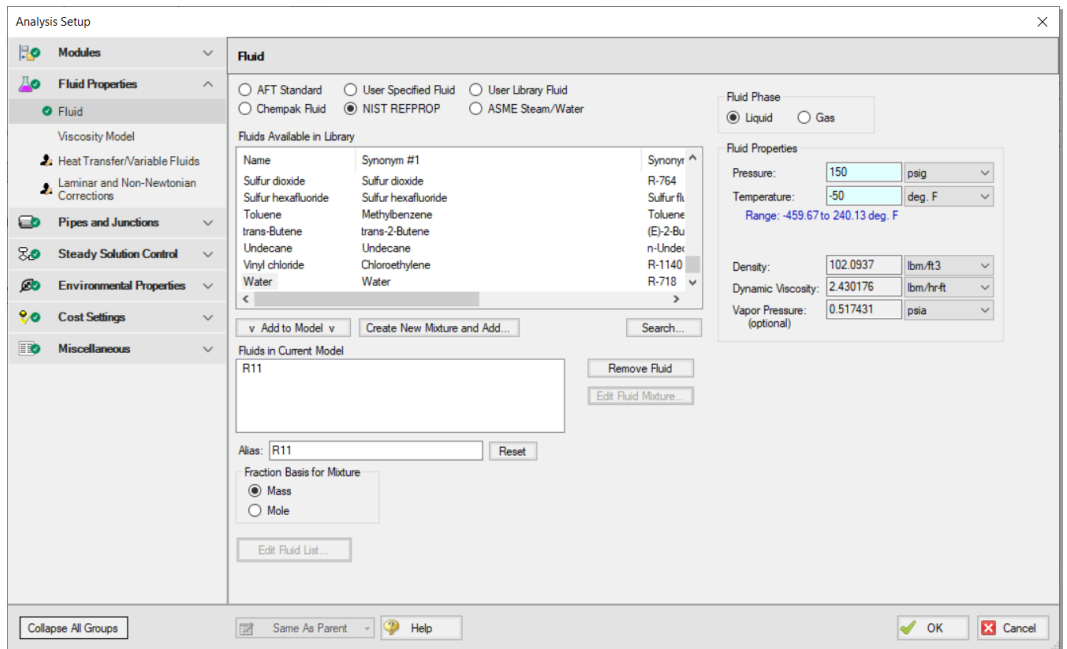 Analysis Setup
Modules
Fluid Properties
Fluid
Viscosity Model
Heat Transfer/Variable Fluids
Laminar and Non-Newtonian
Corrections
Pipes and Junctions
Steady Solution Control
Environmental Properties
Cost Settings
Miscellaneous
Fluid
AFT Standard User Specified Fluid User Library Fluid
Chempak Fluid NIST REFPROP ASME Steam/Water
Fluids Available in Library
Name Synonym #1 Synonyr
Sulfur dioxide Sulfur dioxide R-764
Sulfur hexafluoride Sulfur hexafluoride Sulfur flu
Toluene Methylbenzene Toluene
trans-Butene trans-2-Butene (E)-2-Bu
Undecane Undecane n-Undec
Vinyl chloride Chloroethylene R-1140
Water Water R-718
v Add to Model v Create New Mixture and Add... Search...
Fluids in Current Model
R11
Remove Fluid
Edit Fluid Mixture...
Alias: R11 Reset
Fraction Basis for Mixture
Mass
Mole
Edit Fluid List...
Fluid Phase
Liquid Gas
Fluid Properties
Pressure: 150 psig
Temperature: -50 deg. F
Range: -459.67 to 240.13 deg. F
Density: 102.0937 lbm/ft3
Dynamic Viscosity: 2.430176 lbm/hr-ft
Vapor Pressure: 0.517431 psia
(optional)
Collapse All Groups Same As Parent Help OK Cancel